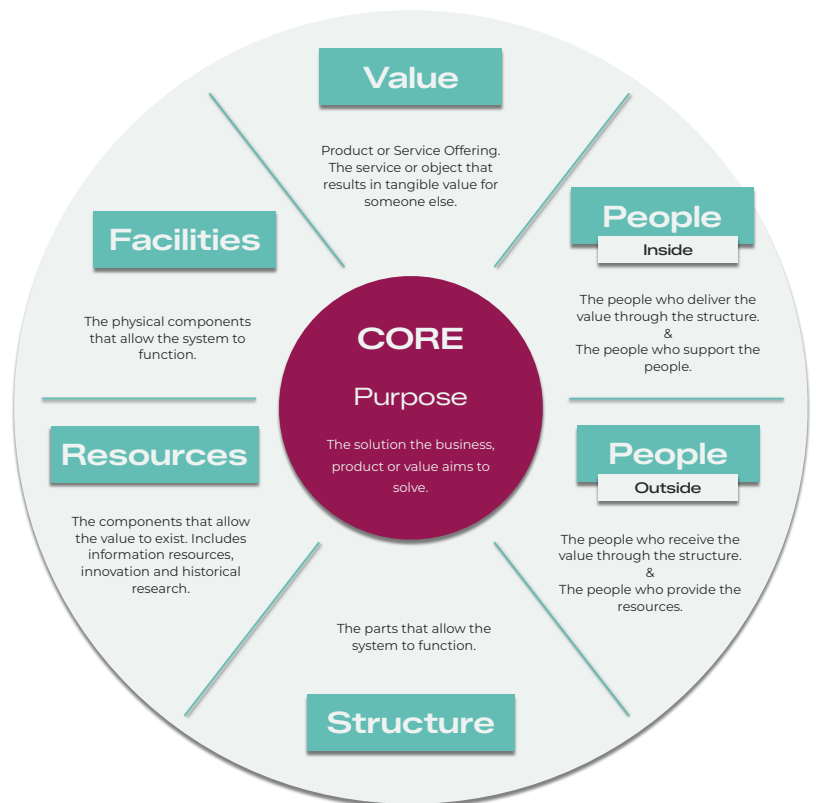 Value
Product or Service Offering.
The service or object that
results in tangible value for
someone else.
People
Inside
The people who deliver the
value through the structure.
&
The people who support the
people.
People
Outside
The people who receive the
value through the structure.
&
The people who provide the
resources.
Structure
The parts that allow the
system to function.
Resources
The components that allow
the value to exist. Includes
information resources,
innovation and historical
research.
Facilities
The physical components
that allow the system to
function.
CORE
Purpose
The solution the business,
product or value aims to
solve.